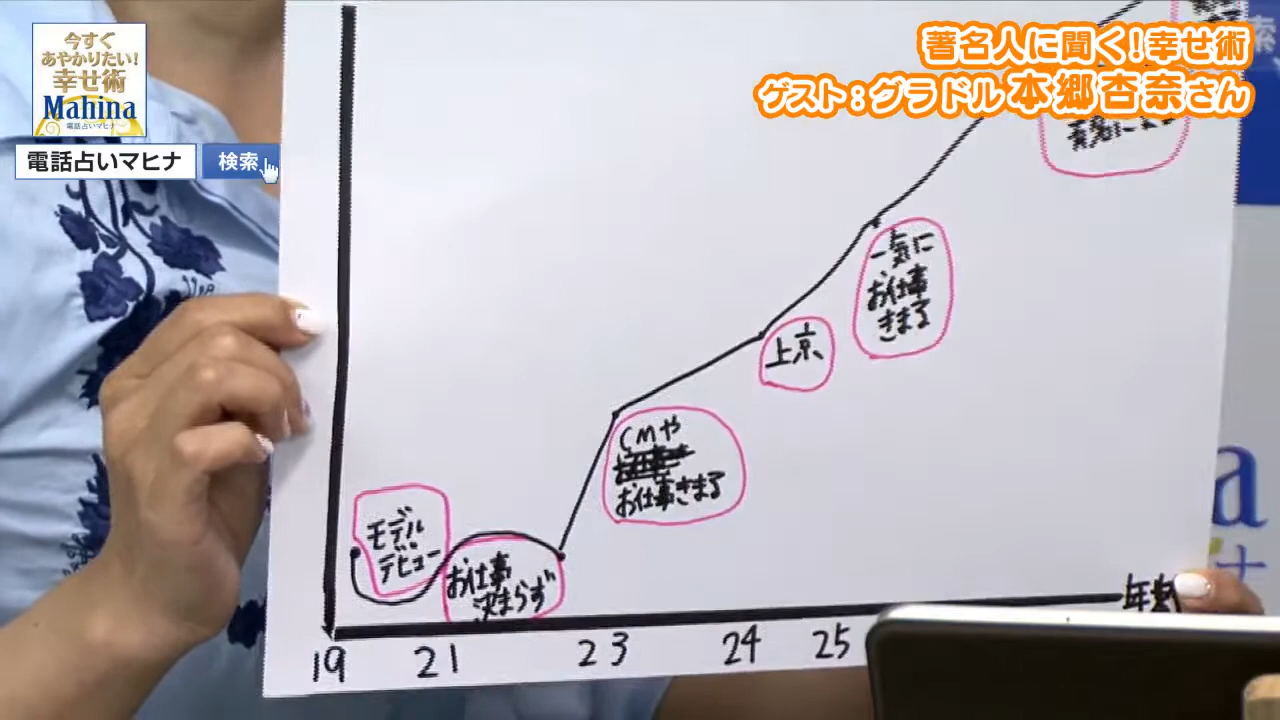 今すぐ
あやかりたい!
幸せ術
Mahina
電話占いマヒナ
電話占いマヒナ
検索
著名人に聞く!幸せ術
ゲスト:グラドル 本郷杏奈さん
一気に
お仕事
きまる
上京
CMや
お仕事きまる
モデル
デビュー
お仕事
決まらず
年齢
19 21 23 24 25
索
a
ナ